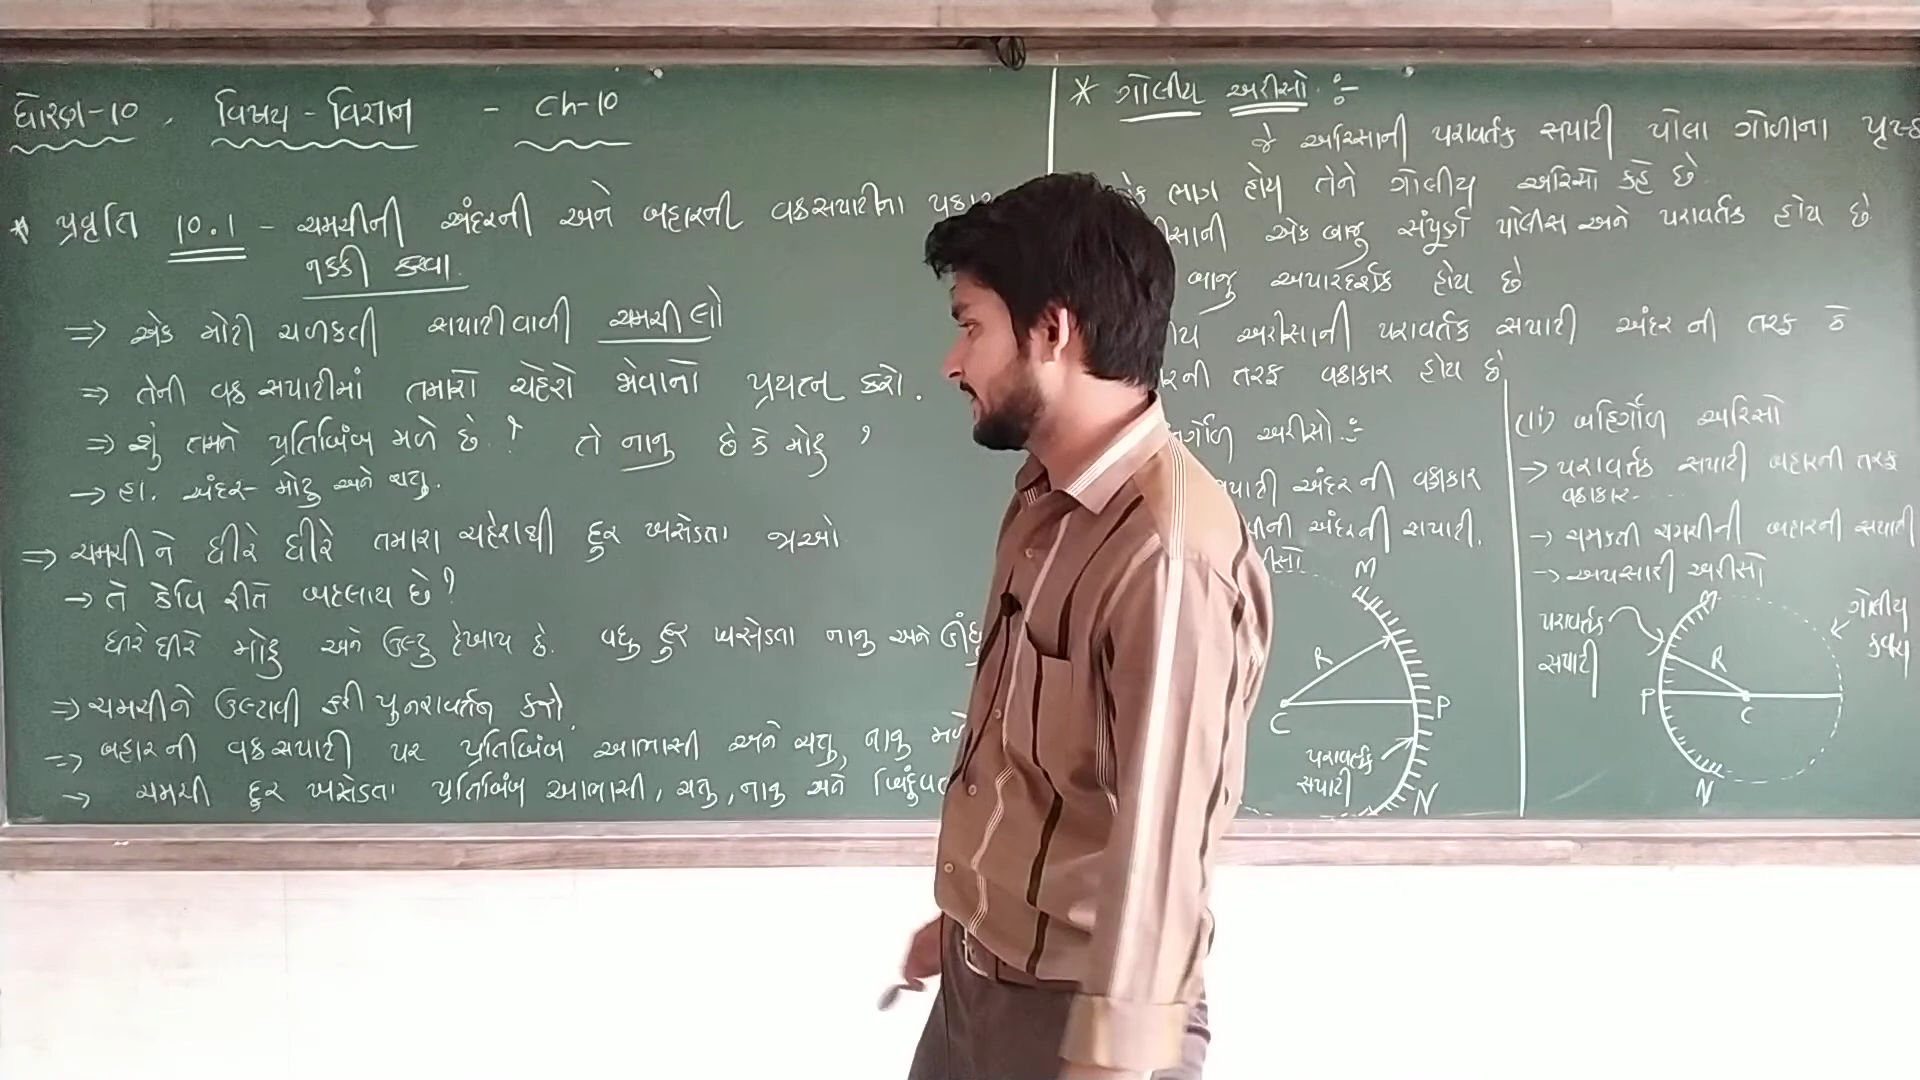 ધોરણ-10 , વિષય - વિજ્ઞાન - Ch-10
* પ્રવૃતિ 10.1 - ચમચીની અંદરની અને બહારની વક્રસપાટીના
નક્કી કરવા.
⇒ એક મોટી ચળકતી સપાટીવાળી ચમચી લો
⇒ તેની વક્ર સપાટીમાં તમારો ચહેરો જોવાનો પ્રયત્ન કરો.
⇒ શું તમને પ્રતિબિંબ મળે છે.? તે નાનુ છે કે મોટુ ?
→ હા. અંદર- મોટુ અને ચતુ.
⇒ ચમચી ને ધીરે ધીરે તમારા ચહેરાથી દુર ખસેડતા જાઓ
→ તે કેવિ રીતે બદલાય છે?
ધીરે ધીરે મોટુ અને ઉલ્ટુ દેખાય છે. વધુ દુર ખસેડતા નાનુ અને
⇒ ચમચીને ઉલ્ટાવી ફરી પુનરાવર્તન કરો.
→ બહારની વક્રસપાટી પર પ્રતિબિંબ આભાસી અને ચતુ, નાનુ
→ ચમચી દુર ખસેડતા પ્રતિબિંબ આભાસી, ચતુ, નાનુ અને
* ગોલીય અરીસો :-
જે અરિસાની પરાવર્તક સપાટી પોલા ગોળાના
ભાગ હોય તેને ગોલીય અરિસો કહે છે.
એક બાજુ સંપૂર્ણ પોલીસ અને પરાવર્તક હોય છે
બાજુ અપારદર્શક હોય છે
અરીસાની પરાવર્તક સપાટી અંદર ની તરફ કે
તરફ વક્રાકાર હોય છે
અરીસો :-
અંદર ની વક્રાકાર
અંદરની સપાટી.
M
R
C
P
પરાવર્તક
સપાટી
N
(ii) બહિર્ગોળ અરિસો
→ પરાવર્તક સપાટી બહારની તરફ
વક્રાકાર.
→ ચમકતી ચમચીની બહારની સપાટી
→ અપસારી અરીસો
પરાવર્તક
સપાટી
M
ગોલીય
R
P
C
N